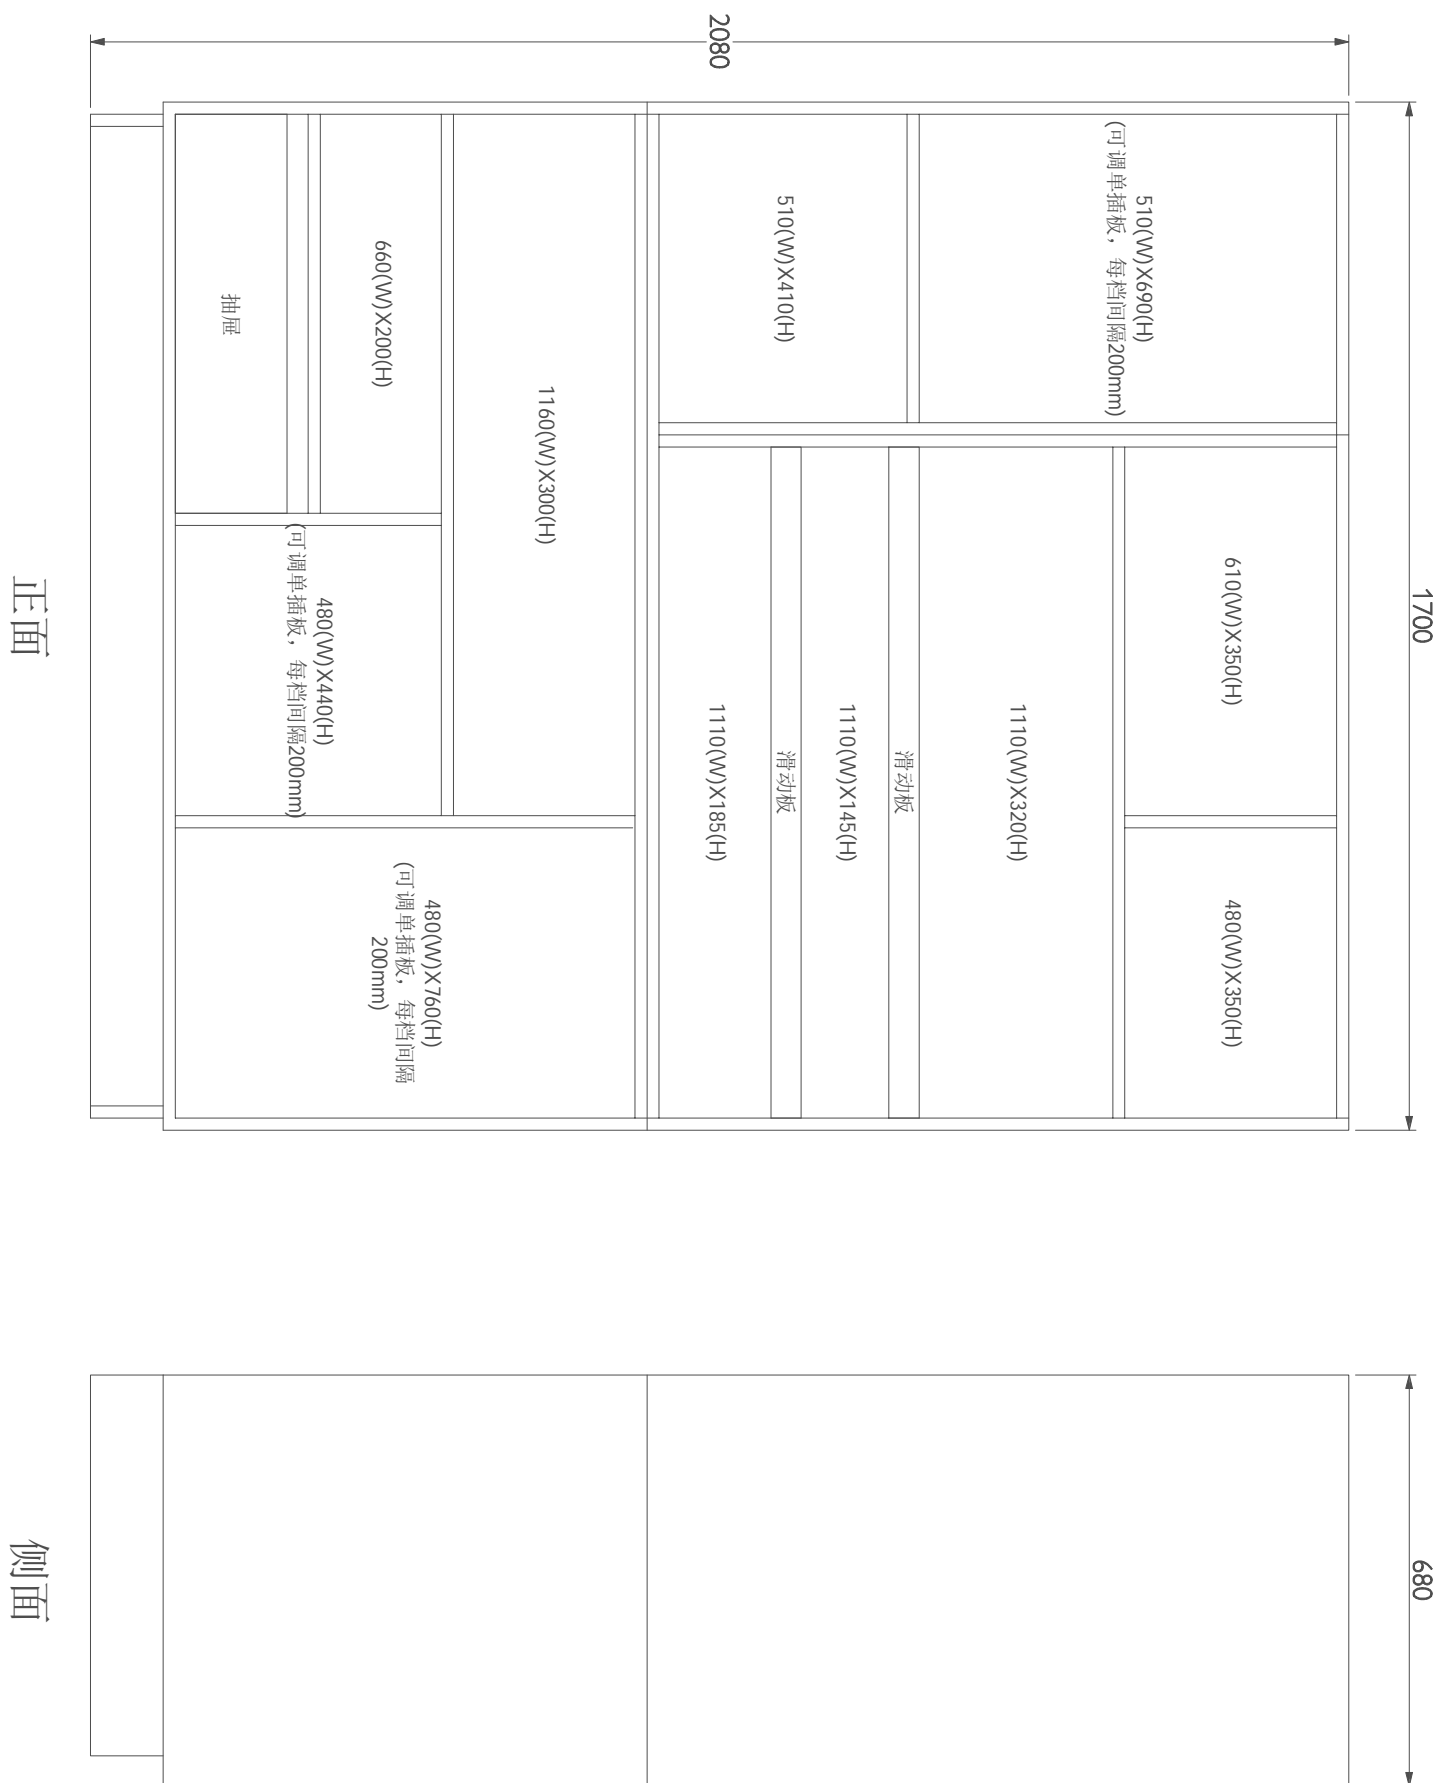 1700
680
2080
510(W)X690(H)
(可调单插板，每档间隔200mm)
610(W)X350(H)
480(W)X350(H)
1110(W)X320(H)
滑动板
1110(W)X145(H)
510(W)X410(H)
滑动板
1110(W)X185(H)
1160(W)X300(H)
480(W)X760(H)
(可调单插板，每档间隔
200mm)
660(W)X200(H)
480(W)X440(H)
(可调单插板，每档间隔200mm)
抽屉
正面
侧面